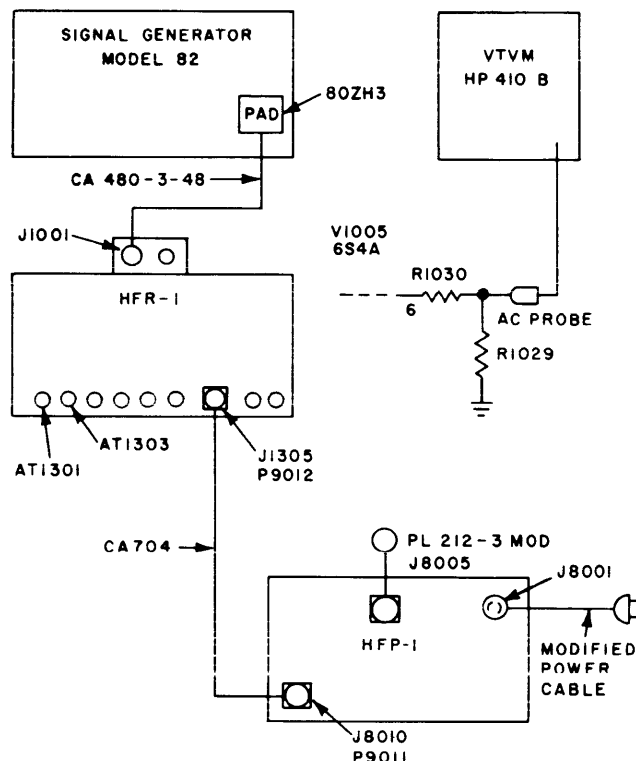 SIGNAL GENERATOR
MODEL 82
PAD
80ZH3
VTVM
HP 410 B
CA 480-3-48
J1001
HFR-1
V1005
6S4A
R1030
6
AC PROBE
R1029
AT1303
AT1301
J1305
P9012
CA704
PL 212-3 MOD
J8005
J8001
HFP-1
MODIFIED
POWER
CABLE
J8010
P9011